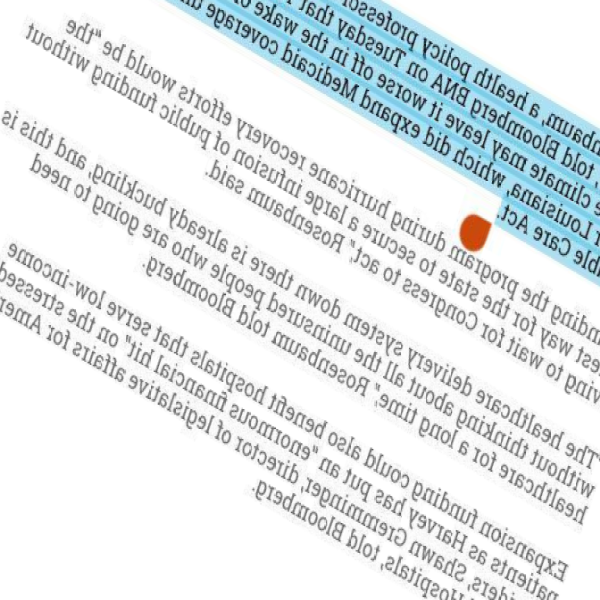 nbaum, a health policy professor
told Bloomberg BNA on Tuesday that
climate may leave it worse off in the wake
Louisiana, which did expand Medicaid coverage
ble Care Act.
nding the program during hurricane recovery efforts would be "the
est way for the state to secure a large infusion of public funding without
ving to wait for Congress to act," Rosenbaum said.
"The healthcare delivery system down there is already buckling, and this is
without thinking about all the uninsured people who are going to need
healthcare for a long time," Rosenbaum told Bloomberg.
Expansion funding could also benefit hospitals that serve low-income
patients as Harvey has put an "enormous financial hit" on the stressed
iders, Shawn Gremminger, director of legislative affairs for Amer
Hospitals, told Bloomberg.